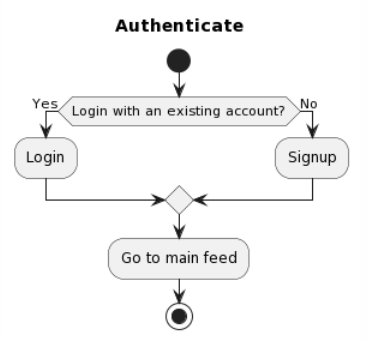 Authenticate
Yes
Login with an existing account?
No
Login
Signup
Go to main feed